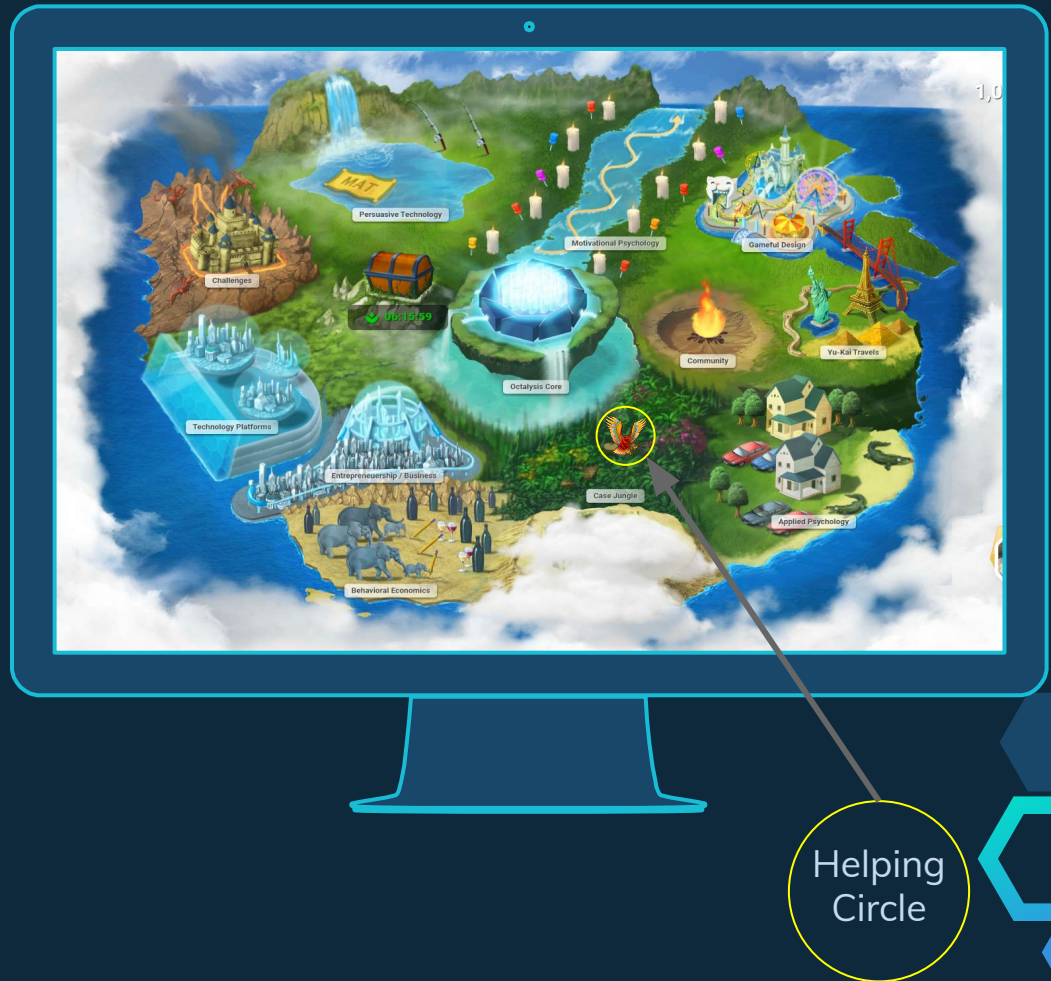 1,0
MAT
Persuasive Technology
Motivational Psychology
Gameful Design
Challenges
06:15:59
Yu-Kai Travels
Community
Octalysis Core
Technology Platforms
Entrepreneuership / Business
Case Jungle
Applied Psychology
Behavioral Economics
Helping
Circle